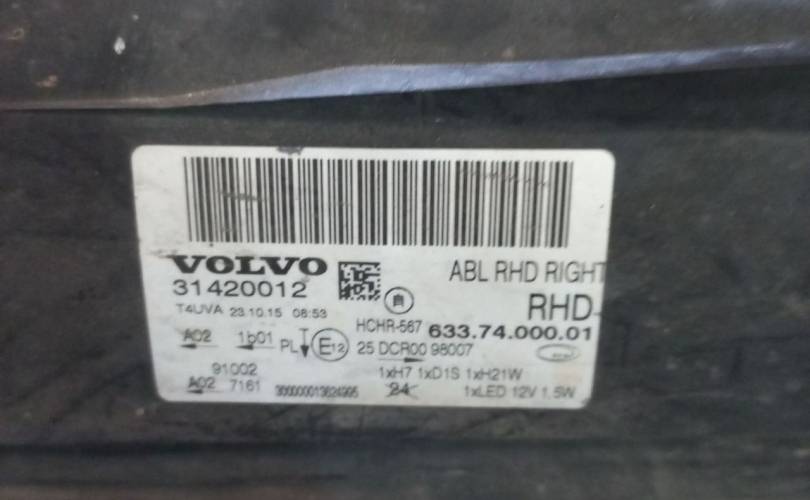 VOLVO
31420012
ABL RHD RIGHT
RHD
T4UVA 23.10.15 08:53
HCHR-567 633.74.000.01
A02 1b01 PL E12 25 DCR00 98007
91002
1xH7 1xD1S 1xH21W
A02 7161
24
1xLED 12V 1.5W